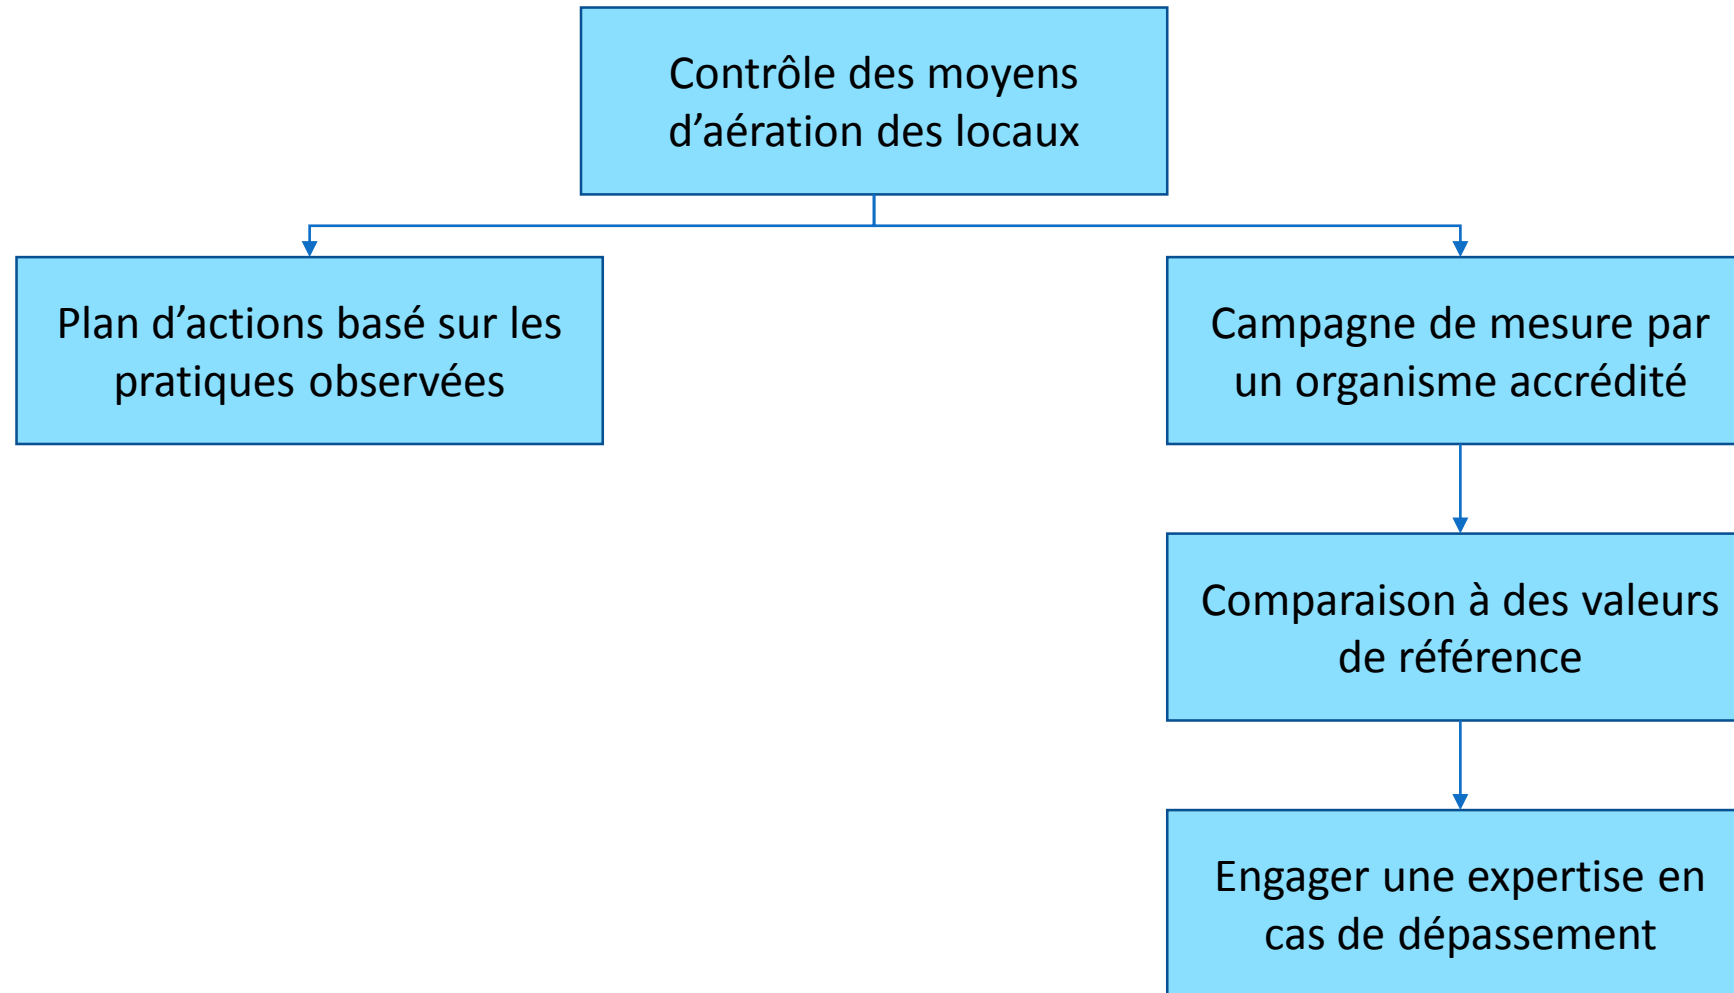 Contrôle des moyens
d’aération des locaux
Plan d’actions basé sur les
pratiques observées
Campagne de mesure par
un organisme accrédité
Comparaison à des valeurs
de référence
Engager une expertise en
cas de dépassement